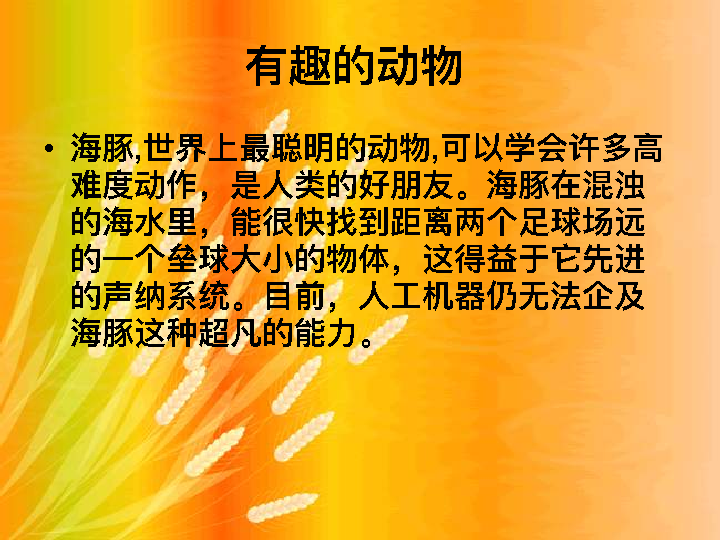 有趣的动物
• 海豚,世界上最聪明的动物,可以学会许多高
难度动作，是人类的好朋友。海豚在混浊
的海水里，能很快找到距离两个足球场远
的一个垒球大小的物体，这得益于它先进
的声纳系统。目前，人工机器仍无法企及
海豚这种超凡的能力。